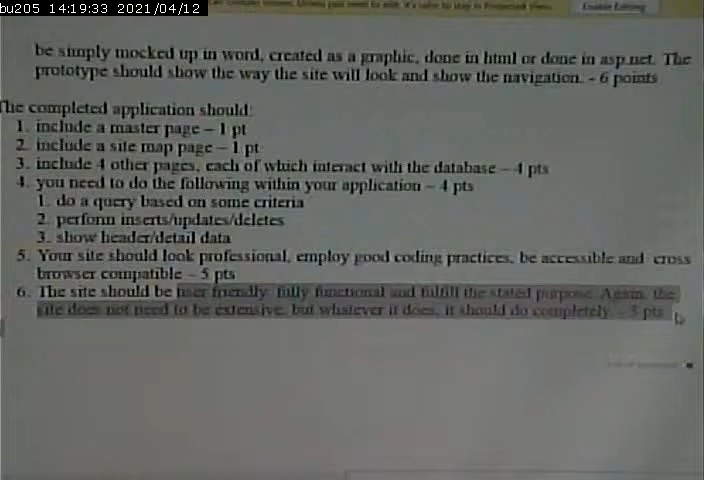 bu205 14:19:33 2021/04/12
Enable Editing
be simply mocked up in word, created as a graphic, done in html or done in asp.net. The
prototype should show the way the site will look and show the navigation. - 6 points
The completed application should:
1. include a master page – 1 pt
2. include a site map page – 1 pt
3. include 4 other pages, each of which interact with the database – 4 pts
4. you need to do the following within your application – 4 pts
1. do a query based on some criteria
2. perform inserts/updates/deletes
3. show header/detail data
5. Your site should look professional, employ good coding practices, be accessible and cross
browser compatible – 5 pts
6. The site should be user friendly, fully functional and fulfill the stated purpose. Again, the
site does not need to be extensive, but whatever it does, it should do completely. – 5 pts